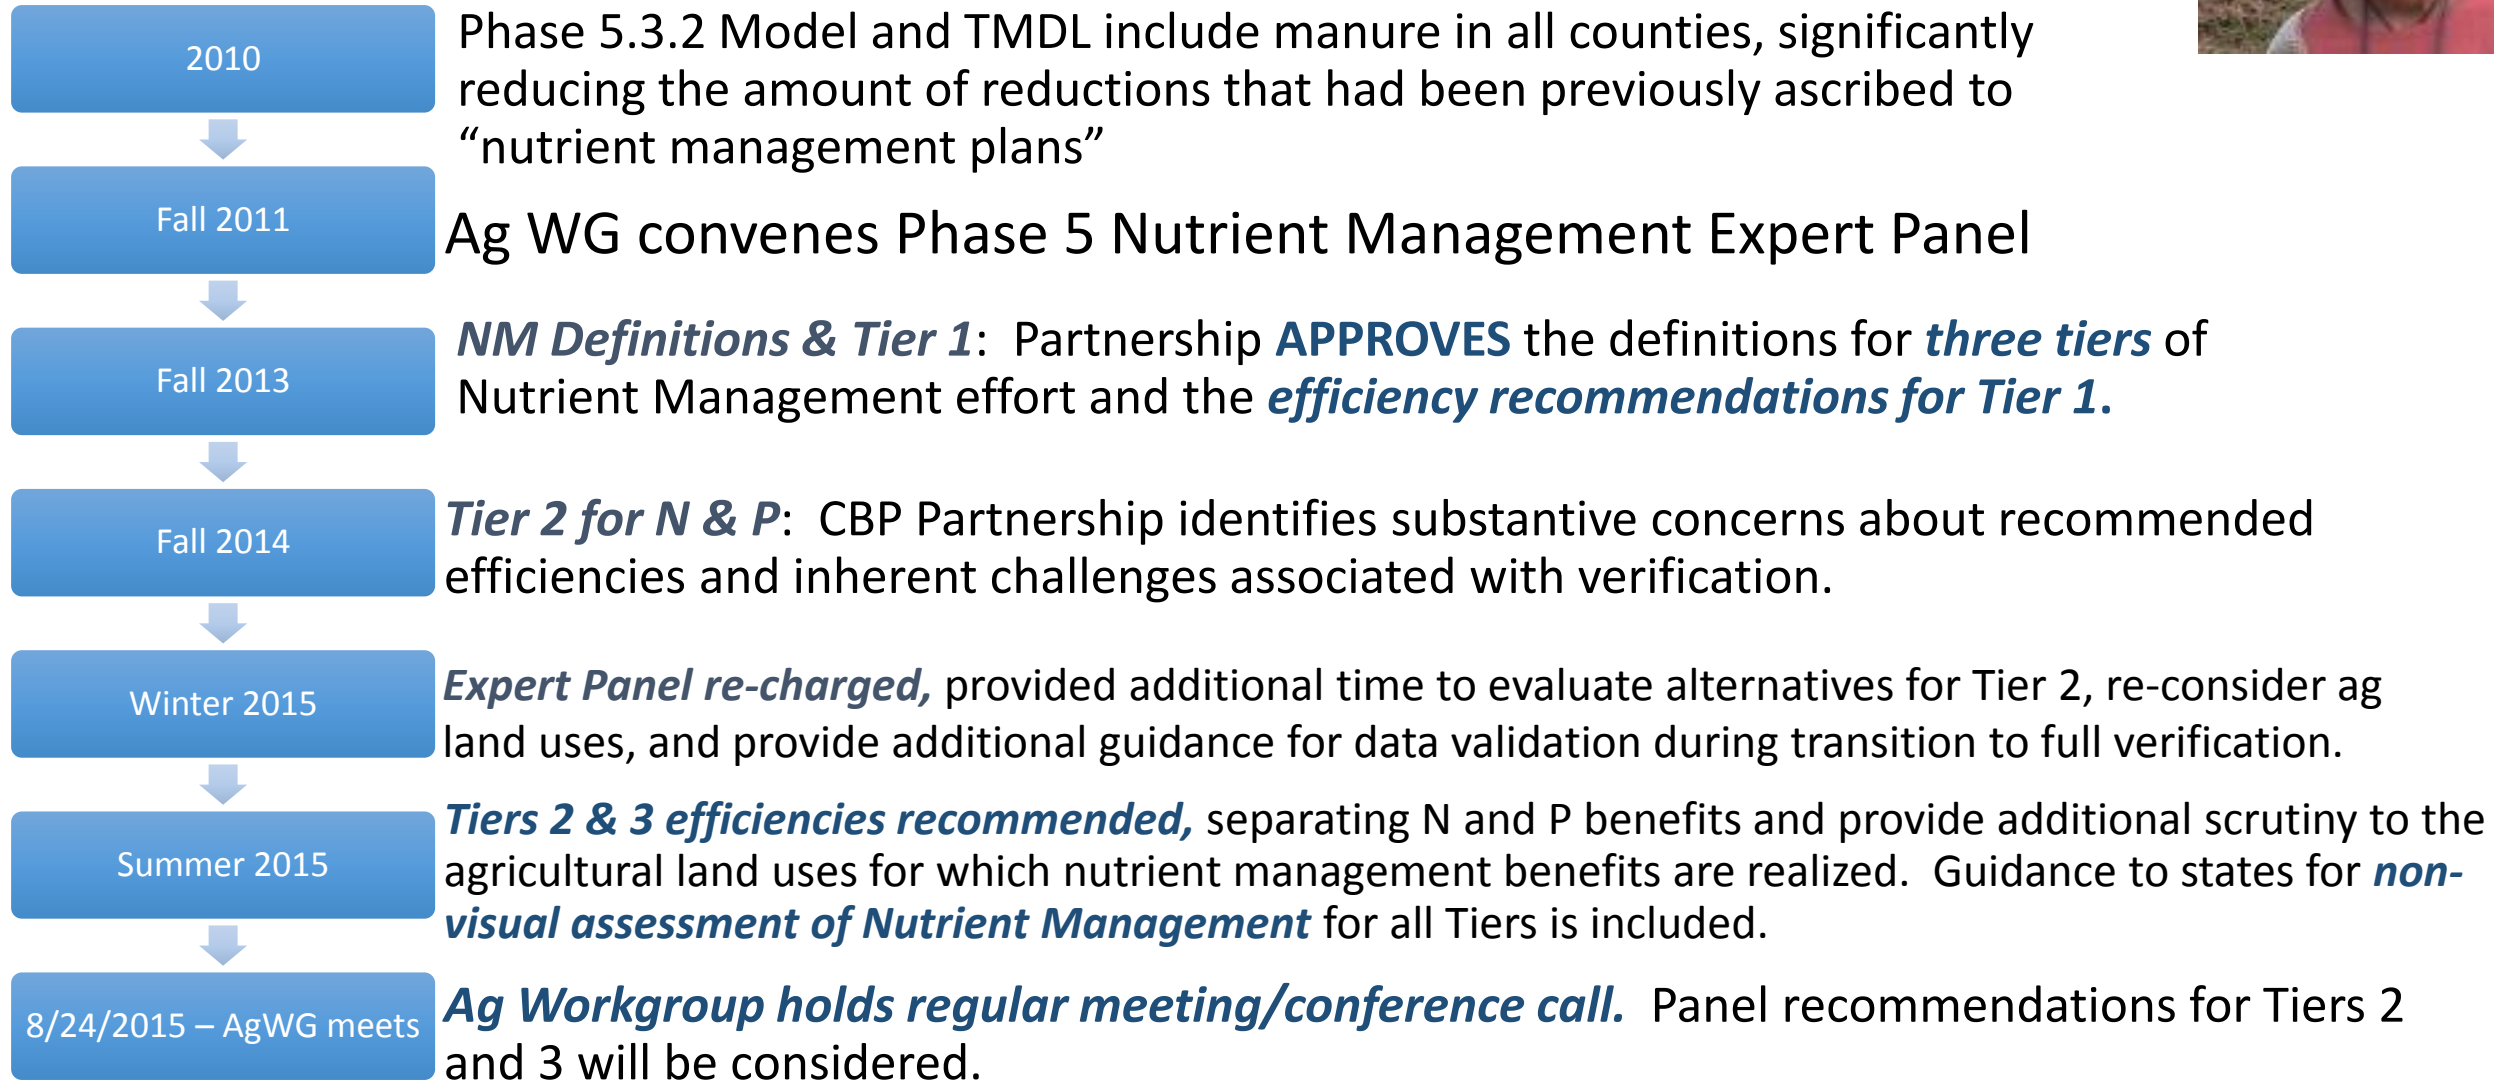 2010
Phase 5.3.2 Model and TMDL include manure in all counties, significantly
reducing the amount of reductions that had been previously ascribed to
“nutrient management plans”
Fall 2011
Ag WG convenes Phase 5 Nutrient Management Expert Panel
Fall 2013
NM Definitions & Tier 1:  Partnership APPROVES the definitions for three tiers of
Nutrient Management effort and the efficiency recommendations for Tier 1.
Fall 2014
Tier 2 for N & P:  CBP Partnership identifies substantive concerns about recommended
efficiencies and inherent challenges associated with verification.
Winter 2015
Expert Panel re-charged, provided additional time to evaluate alternatives for Tier 2, re-consider ag
land uses, and provide additional guidance for data validation during transition to full verification.
Summer 2015
Tiers 2 & 3 efficiencies recommended, separating N and P benefits and provide additional scrutiny to the
agricultural land uses for which nutrient management benefits are realized.  Guidance to states for non-
visual assessment of Nutrient Management for all Tiers is included.
8/24/2015 – AgWG meets
Ag Workgroup holds regular meeting/conference call.  Panel recommendations for Tiers 2
and 3 will be considered.